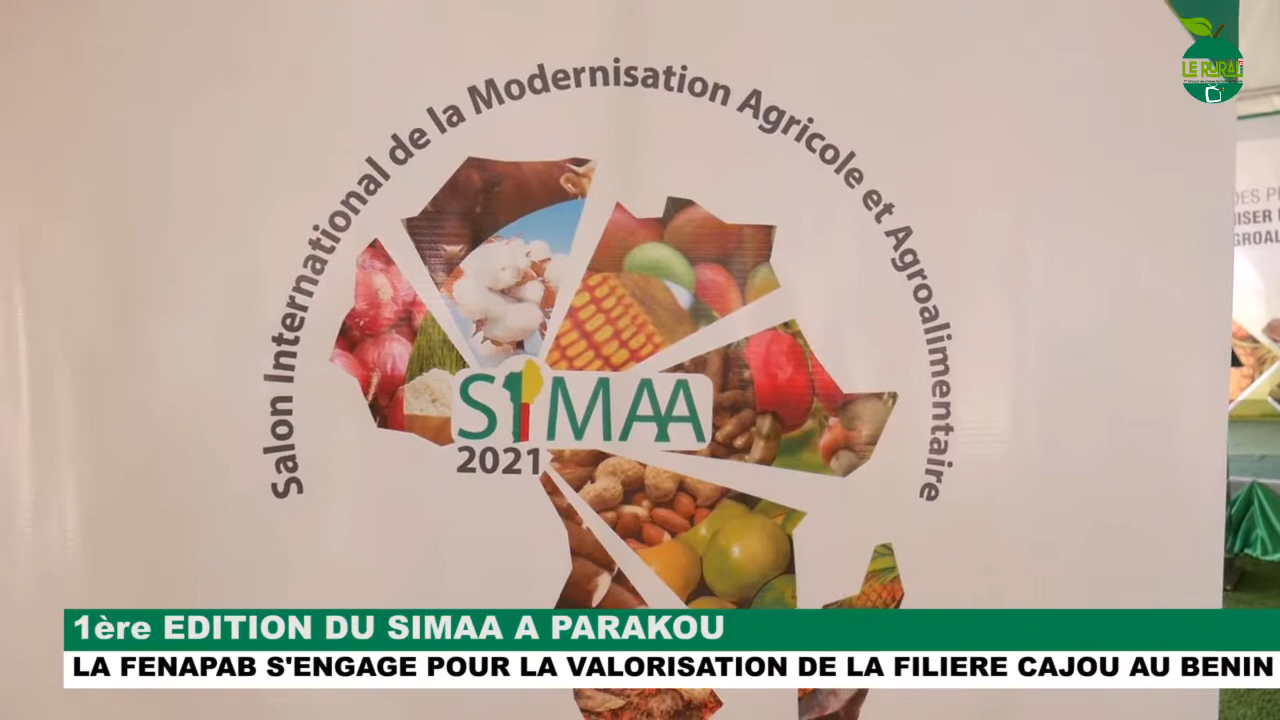 LE RURAL
Salon International de la Modernisation Agricole et Agroalimentaire
SIMAA
2021
1ère EDITION DU SIMAA A PARAKOU
LA FENAPAB S'ENGAGE POUR LA VALORISATION DE LA FILIERE CAJOU AU BENIN